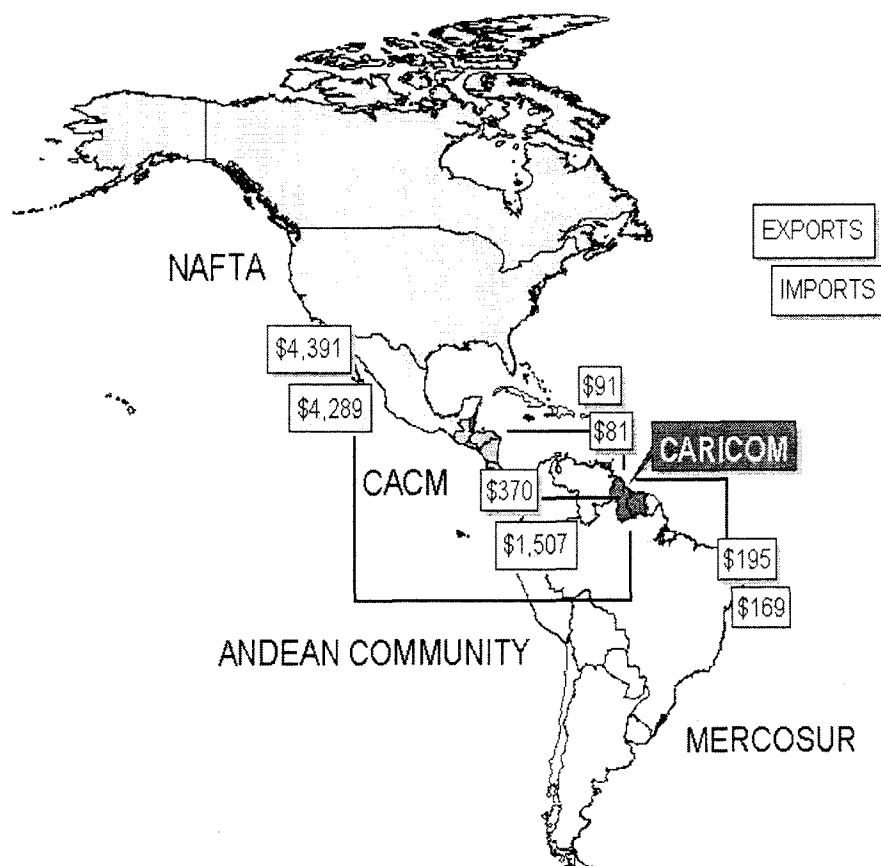 EXPORTS
NAFTA
IMPORTS
$4,391
$4,289
$91
$81
CARICOM
CACM
$370
$1,507
$195
$169
ANDEAN COMMUNITY
MERCOSUR